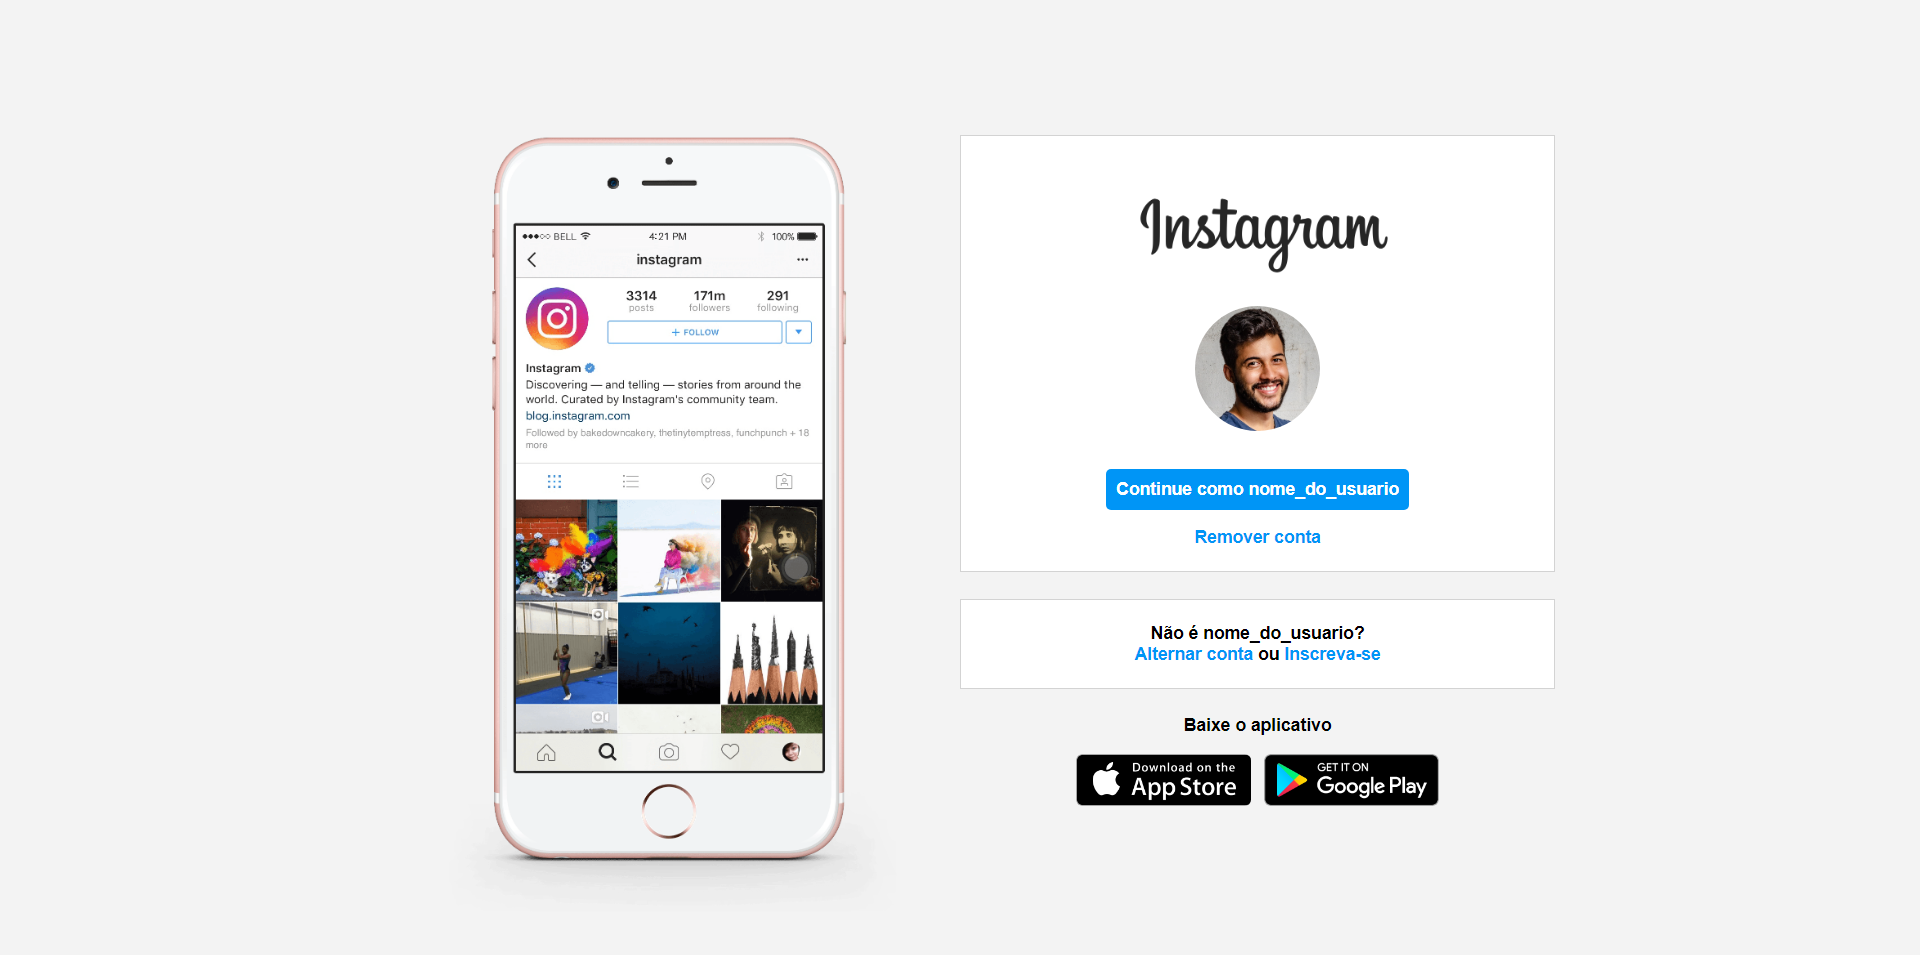 BELL
4:21 PM
100%
instagram
3314
posts
171m
followers
291
following
+ FOLLOW
Instagram
Discovering — and telling — stories from around the
world. Curated by Instagram's community team.
blog.instagram.com
Followed by bakedowncakery, thetinytemptress, funchpunch + 18
more
Instagram
Continue como nome_do_usuario
Remover conta
Não é nome_do_usuario?
Alternar conta ou Inscreva-se
Baixe o aplicativo
Download on the
App Store
GET IT ON
Google Play